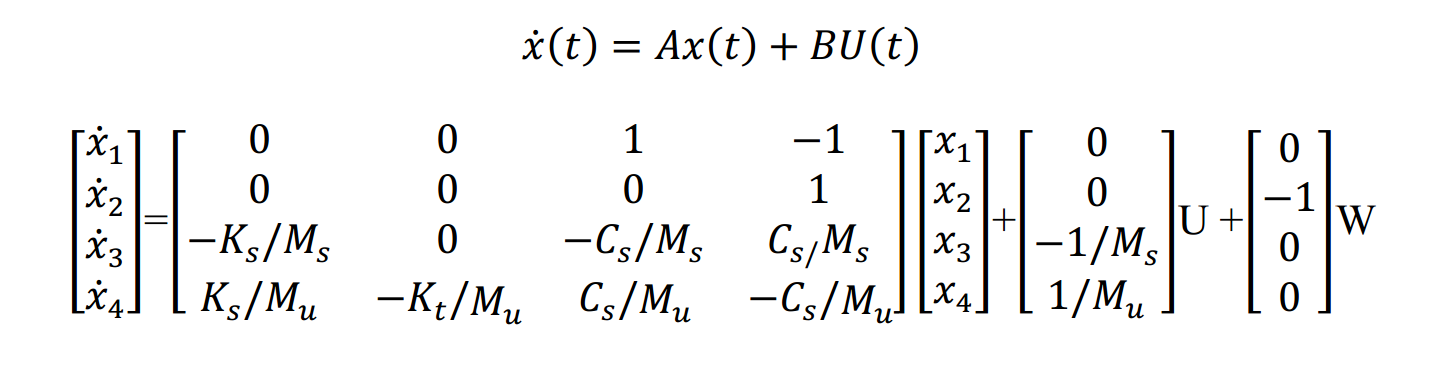 ẋ(t) = Ax(t) + BU(t)
[ẋ₁ ẋ₂ ẋ₃ ẋ₄] = [0 0 1 −1; 0 0 0 1; −Kₛ/Mₛ 0 −Cₛ/Mₛ Cₛ/Mₛ; Kₛ/Mᵤ −Kₜ/Mᵤ Cₛ/Mᵤ −Cₛ/Mᵤ] [x₁ x₂ x₃ x₄] + [0 0 −1/Mₛ 1/Mᵤ] U + [0 −1 0 0] W